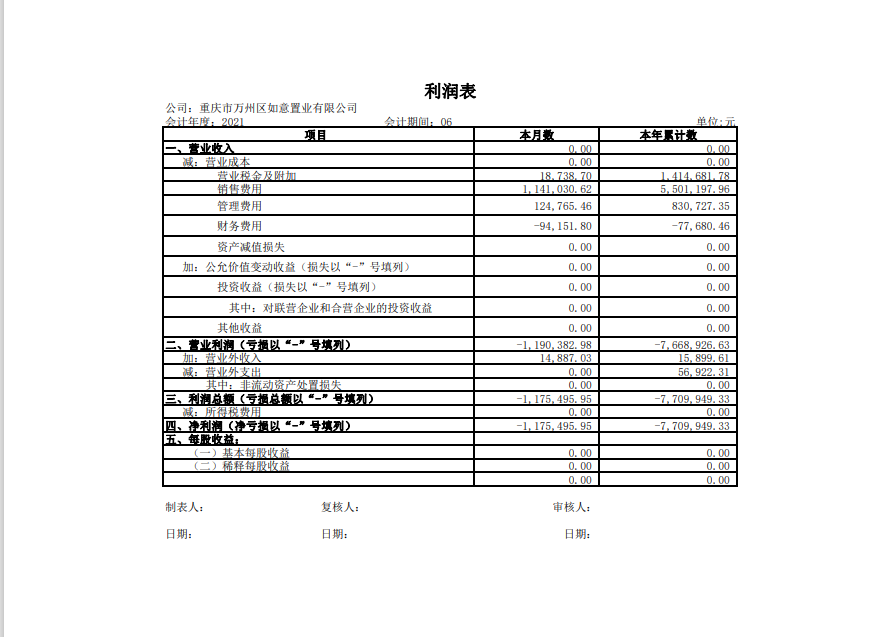 利润表
公司：重庆市万州区如意置业有限公司
会计年度：2021 会计期间：06 单位:元
项目 本月数 本年累计数
一、营业收入 0.00 0.00
减：营业成本 0.00 0.00
营业税金及附加 18,738.70 1,414,681.78
销售费用 1,141,030.62 5,501,197.96
管理费用 124,765.46 830,727.35
财务费用 -94,151.80 -77,680.46
资产减值损失 0.00 0.00
加：公允价值变动收益（损失以“-”号填列） 0.00 0.00
投资收益（损失以“-”号填列） 0.00 0.00
其中：对联营企业和合营企业的投资收益 0.00 0.00
其他收益 0.00 0.00
二、营业利润（亏损以“-”号填列） -1,190,382.98 -7,668,926.63
加：营业外收入 14,887.03 15,899.61
减：营业外支出 0.00 56,922.31
其中：非流动资产处置损失 0.00 0.00
三、利润总额（亏损总额以“-”号填列） -1,175,495.95 -7,709,949.33
减：所得税费用 0.00 0.00
四、净利润（净亏损以“-”号填列） -1,175,495.95 -7,709,949.33
五、每股收益：
（一）基本每股收益 0.00 0.00
（二）稀释每股收益 0.00 0.00
0.00 0.00
制表人： 复核人： 审核人：
日期： 日期： 日期：